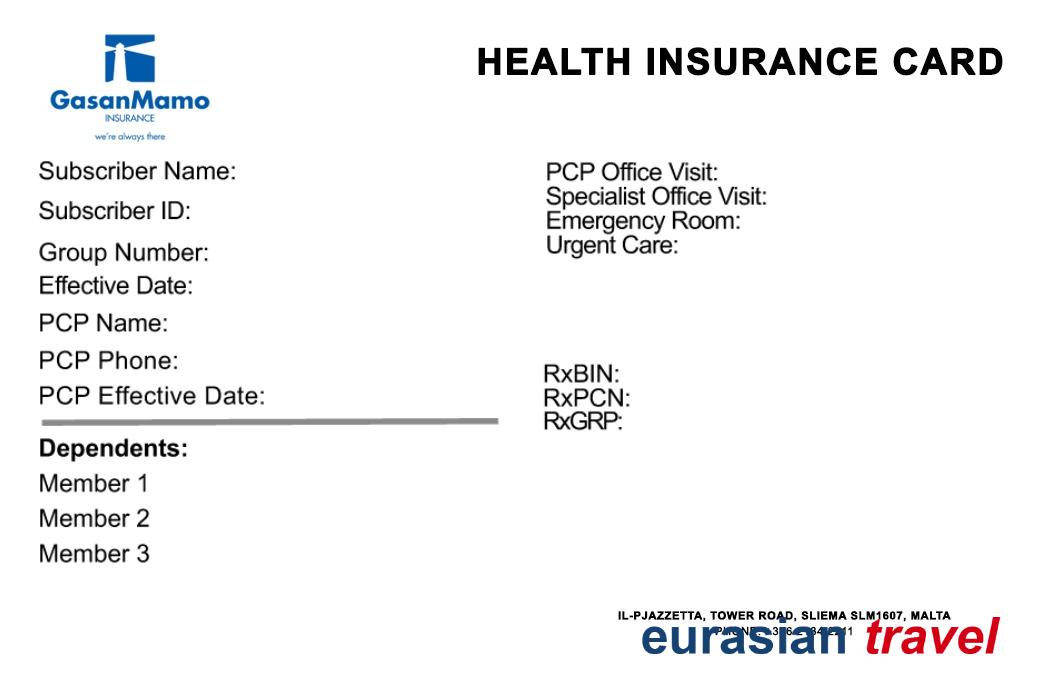 GasanMamo
INSURANCE
we're always there
HEALTH INSURANCE CARD
Subscriber Name:
Subscriber ID:
Group Number:
Effective Date:
PCP Name:
PCP Phone:
PCP Effective Date:
PCP Office Visit:
Specialist Office Visit:
Emergency Room:
Urgent Care:
RxBIN:
RxPCN:
RxGRP:
Dependents:
Member 1
Member 2
Member 3
IL-PJAZZETTA, TOWER ROAD, SLIEMA SLM1607, MALTA
eurasian travel